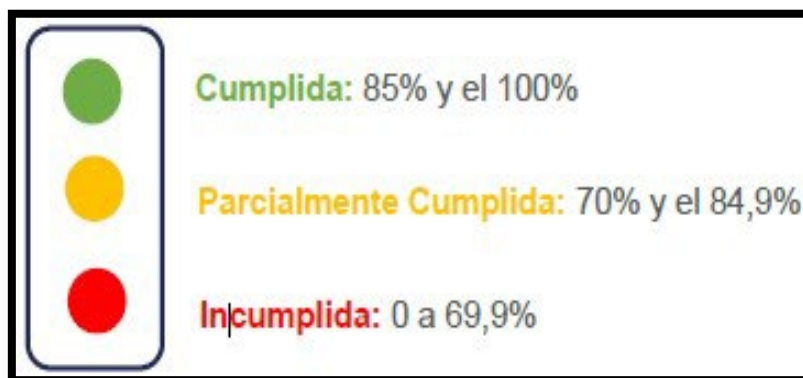 Cumplida: 85% y el 100%
Parcialmente Cumplida: 70% y el 84,9%
Incumplida: 0 a 69,9%